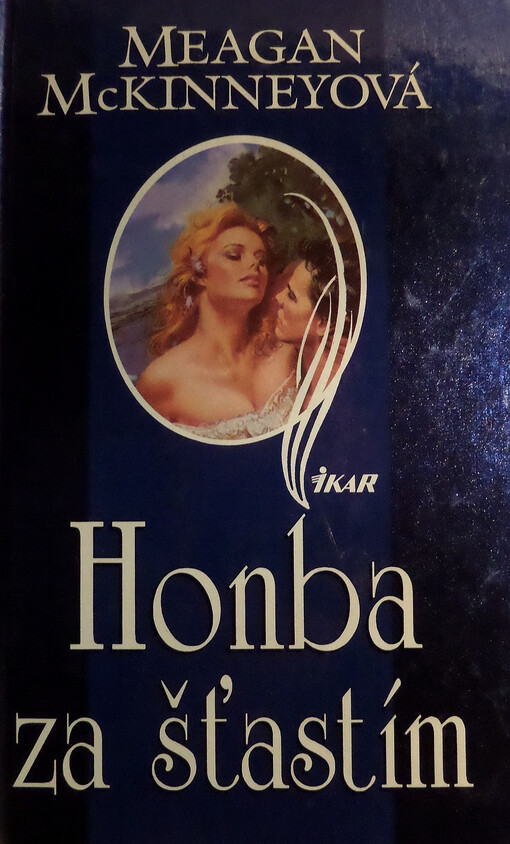 MEAGAN
MCKINNEYOVÁ
IKAR
Honba
za šťastím